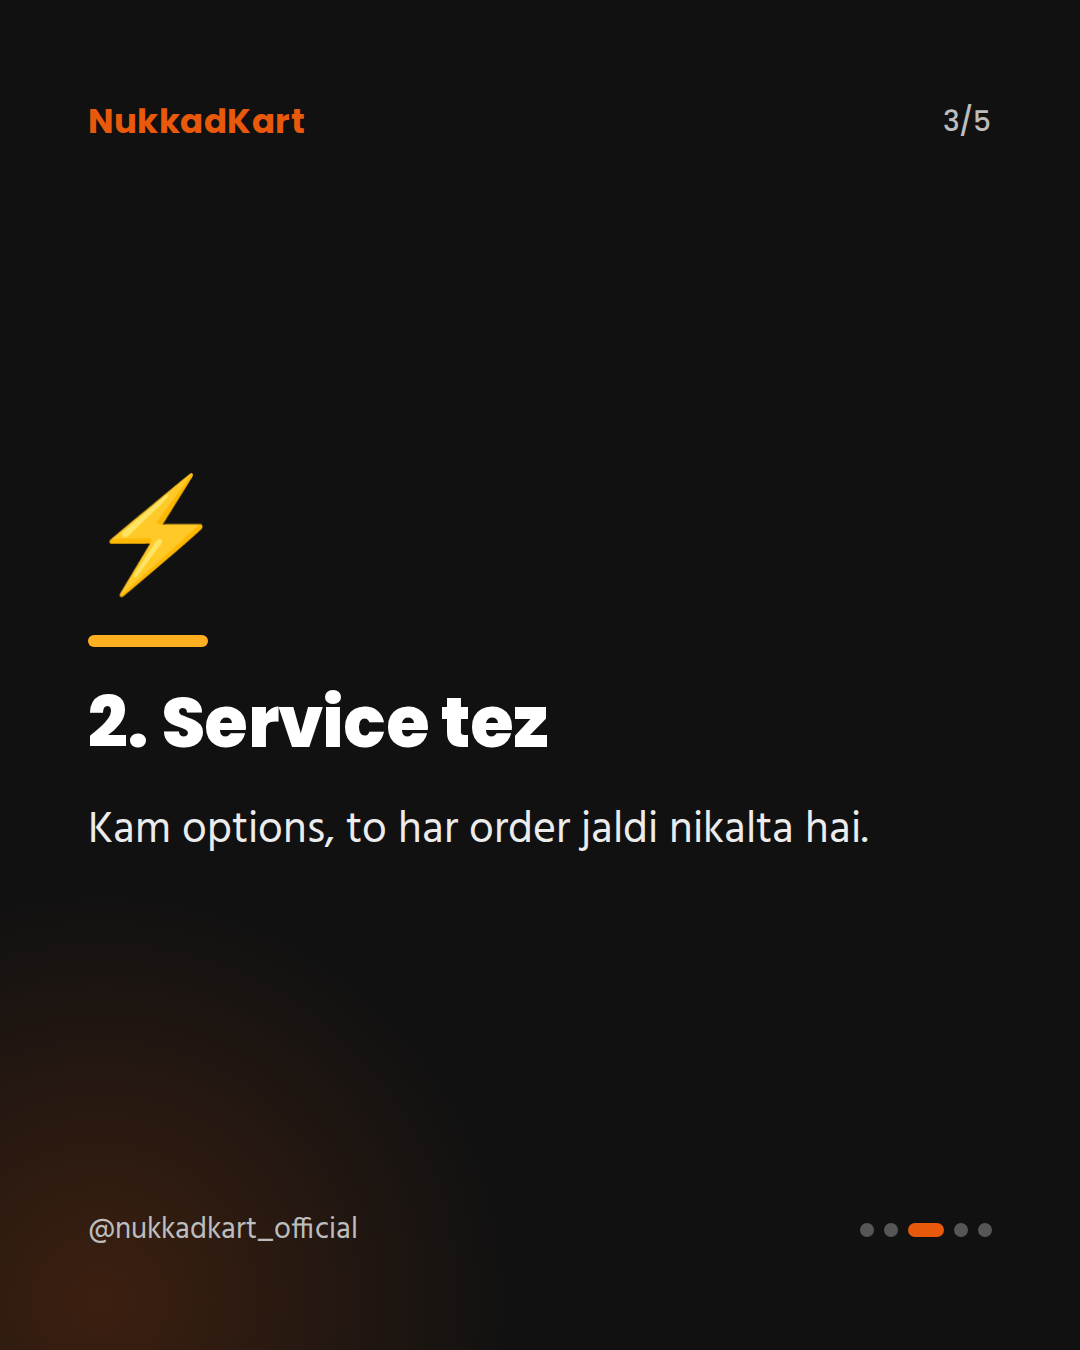 NukkadKart
3/5
2. Service tez
Kam options, to har order jaldi nikalta hai.
@nukkadkart_official